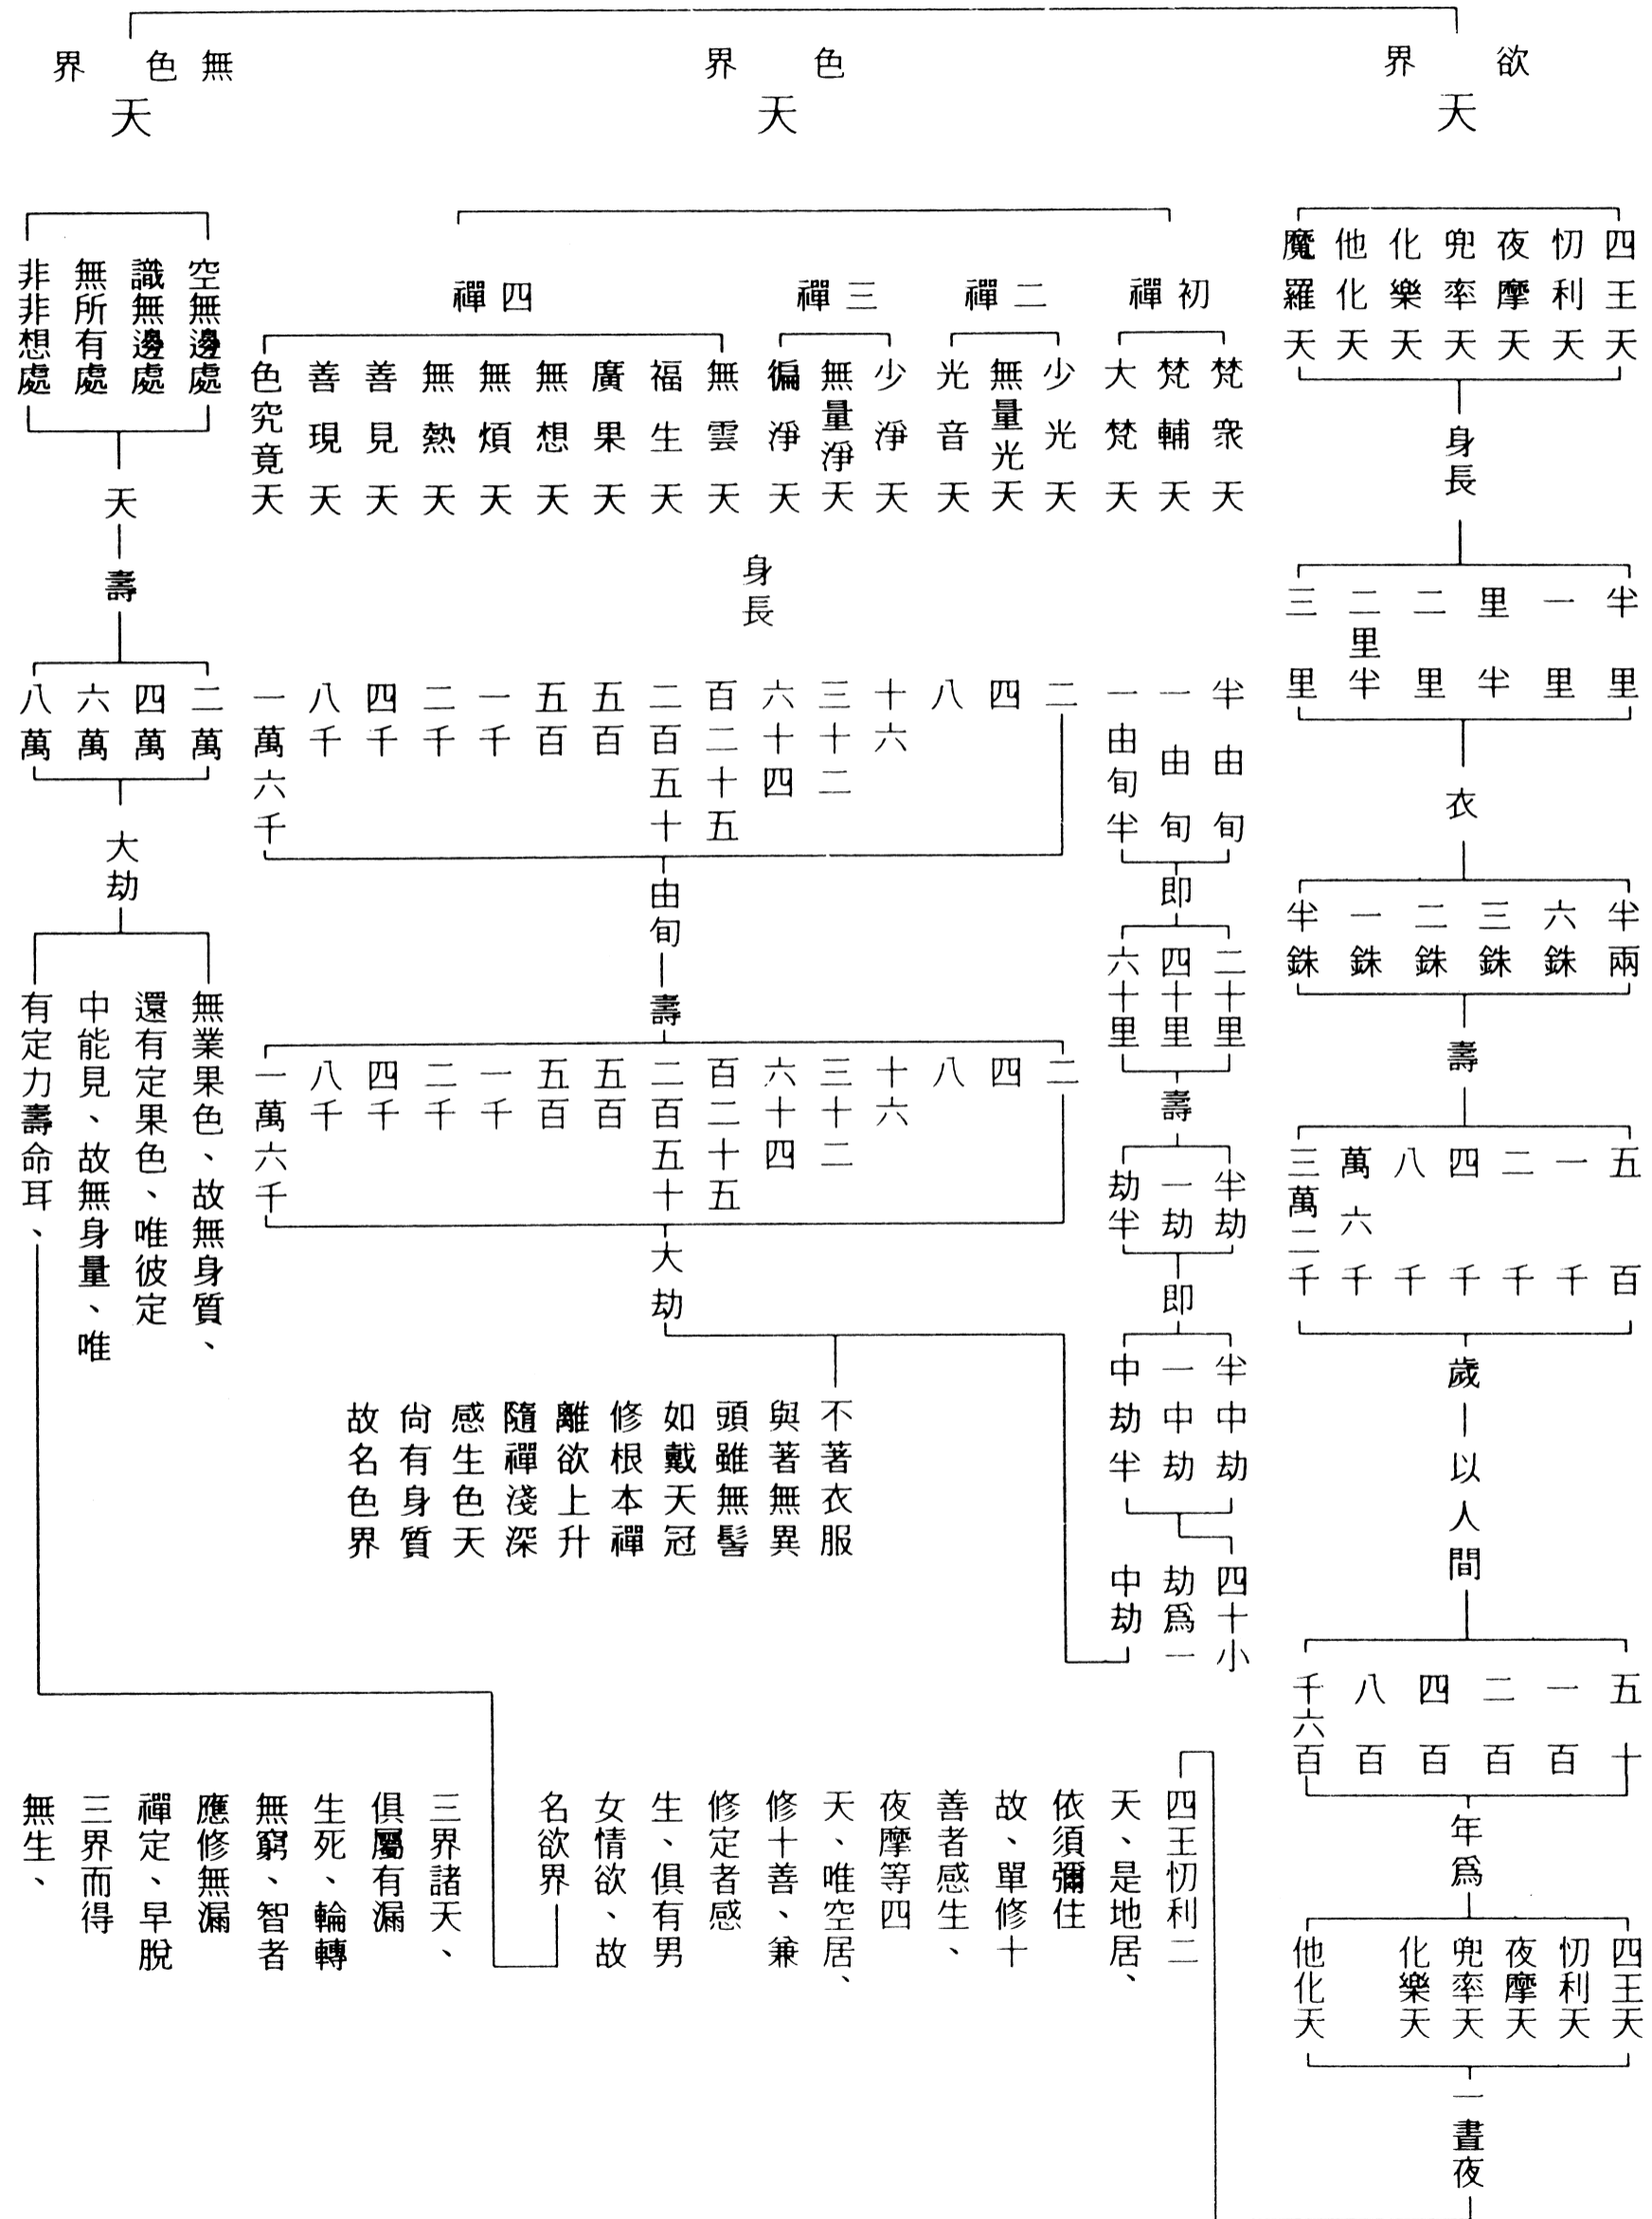 欲界天
四王天
忉利天
夜摩天
兜率天
化樂天
他化天
魔羅天
身長
半里
一里
里半
二里
二里半
三里
衣
半兩
六銖
三銖
二銖
一銖
半銖
壽
五百
一千
二千
四千
八千
萬六千
三萬二千
歲
以人間
五十
一百
二百
四百
八百
千六百
年爲
四王天
忉利天
夜摩天
兜率天
化樂天
他化天
一晝夜
四王忉利二
天、是地居、
依須彌住
故、單修十
善者感生、
夜摩等四
天、唯空居、
修十善、兼
修定者感
生、俱有男
女情欲、故
名欲界
色界天
初禪
梵衆天
梵輔天
大梵天
二禪
少光天
無量光天
光音天
三禪
少淨天
無量淨天
徧淨天
四禪
無雲天
福生天
廣果天
無想天
無煩天
無熱天
善見天
善現天
色究竟天
身長
半由旬
一由旬
一由旬半
即
二十里
四十里
六十里
壽
半劫
一劫
劫半
即
半中劫
一中劫
中劫半
四十小
劫爲一
中劫
二
四
八
十六
三十二
六十四
百二十五
二百五十
五百
五百
一千
二千
四千
八千
一萬六千
由旬
壽
二
四
八
十六
三十二
六十四
百二十五
二百五十
五百
五百
一千
二千
四千
八千
一萬六千
大劫
不著衣服
與著無異
頭雖無髻
如戴天冠
修根本禪
離欲上升
隨禪淺深
感生色天
尙有身質
故名色界
無色界天
空無邊處
識無邊處
無所有處
非非想處
天
壽
二萬
四萬
六萬
八萬
大劫
無業果色、故無身質、
還有定果色、唯彼定
中能見、故無身量、唯
有定力壽命耳、
三界諸天、
俱屬有漏
生死、輪轉
無窮、智者
應修無漏
禪定、早脫
三界而得
無生、